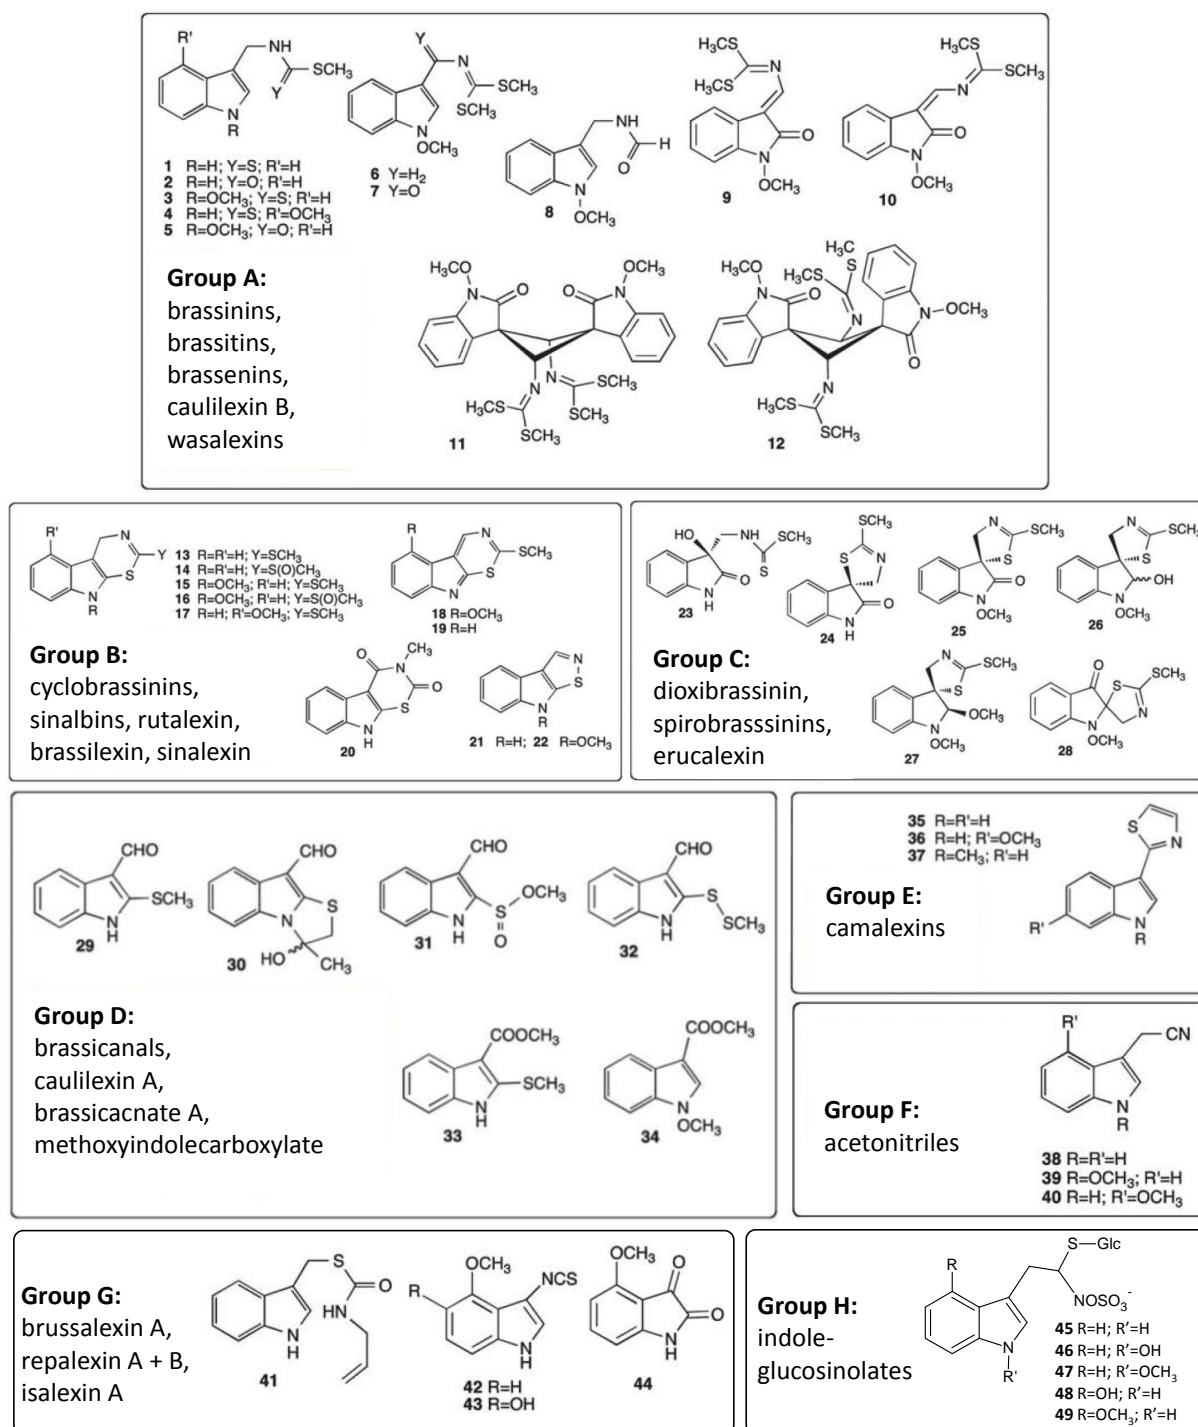 R'
NH
SCH₃
Y
N
R
1 R=H; Y=S; R'=H
2 R=H; Y=O; R'=H
3 R=OCH₃; Y=S; R'=H
4 R=H; Y=S; R'=OCH₃
5 R=OCH₃; Y=O; R'=H
Y
N
SCH₃
SCH₃
N
OCH₃
6 Y=H₂
7 Y=O
NH
H
O
N
OCH₃
8
H₃CS
N
SCH₃
O
N
OCH₃
9
H₃CS
SCH₃
N
O
N
OCH₃
10
Group A:
brassinins,
brassitins,
brassenins,
caulilexin B,
wasalexins
H₃CO
N
O
OCH₃
N
O
N
N
SCH₃
SCH₃
H₃CS
SCH₃
11
H₃C
S
H₃CS
H₃CO
N
O
N
N
OCH₃
O
N
H₃CS
SCH₃
12
R'
N
Y
S
N
R
13 R=R'=H; Y=SCH₃
14 R=R'=H; Y=S(O)CH₃
15 R=OCH₃; R'=H; Y=SCH₃
16 R=OCH₃; R'=H; Y=S(O)CH₃
17 R=H; R'=OCH₃; Y=SCH₃
R
N
SCH₃
S
N
18 R=OCH₃
19 R=H
Group B:
cyclobrassinins,
sinalbins, rutalexin,
brassilexin, sinalexin
O
CH₃
N
O
S
N
H
20
N
S
N
R
21 R=H; 22 R=OCH₃
HO
NH
SCH₃
S
O
N
H
23
SCH₃
S
N
O
N
H
24
N
SCH₃
S
O
N
OCH₃
25
N
SCH₃
S
OH
N
OCH₃
26
Group C:
dioxibrassinin,
spirobrasssinins,
erucalexin
N
SCH₃
S
OCH₃
N
OCH₃
27
O
SCH₃
S
N
N
OCH₃
28
CHO
SCH₃
N
H
29
CHO
S
N
HO
CH₃
30
CHO
CH₃
O
S
O
N
H
31
CHO
S
S
CH₃
N
H
32
Group D:
brassicanals,
caulilexin A,
brassicacnate A,
methoxyindolecarboxylate
COOCH₃
SCH₃
N
H
33
COOCH₃
N
OCH₃
34
35 R=R'=H
36 R=H; R'=OCH₃
37 R=CH₃; R'=H
Group E:
camalexins
S
N
R'
N
R
R'
CN
N
R
Group F:
acetonitriles
38 R=R'=H
39 R=OCH₃; R'=H
40 R=H; R'=OCH₃
Group G:
brussalexin A,
repalexin A + B,
isalexin A
S
O
HN
N
H
41
OCH₃
R
NCS
N
H
42 R=H
43 R=OH
OCH₃
O
O
N
H
44
Group H:
indole-
glucosinolates
S—Glc
R
NOSO₃⁻
N
R'
45 R=H; R'=H
46 R=H; R'=OH
47 R=H; R'=OCH₃
48 R=OH; R'=H
49 R=OCH₃; R'=H